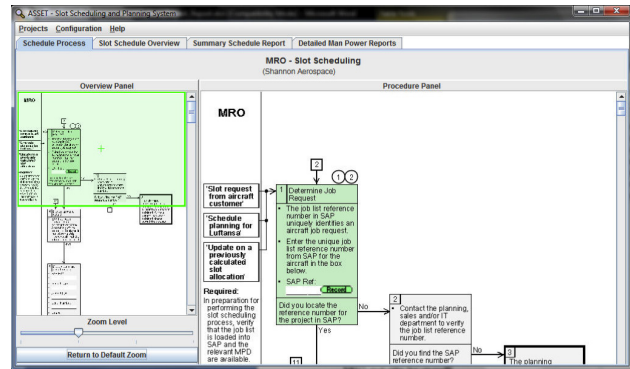 ASSET - Slot Scheduling and Planning System
Projects Configuration Help
Schedule Process
Slot Schedule Overview
Summary Schedule Report
Detailed Man Power Reports
MRO - Slot Scheduling
(Shannon Aerospace)
Overview Panel
Procedure Panel
MRO
MRO
'Slot request
from aircraft
customer'
'Schedule
planning for
Luftansa'
'Update on a
previously
calculated
slot
allocation'
Required:
In preparation for
performing the
slot scheduling
process, verify
that the job list
is loaded into
SAP and the
relevant MPD
are available.
2
1 2
1 Determine Job
Request
• The job list reference
number in SAP
uniquely identifies an
aircraft job request.
• Enter the unique job
list reference number
from SAP for the
aircraft in the box
below.
• SAP Ref:
Record
Did you locate the
reference number for
the project in SAP?
No
Yes
11
2
• Contact the planning,
sales and/or IT
department to verify
the job list reference
number.
Did you find the SAP
reference number?
No
3
The planning
Zoom Level
Return to Default Zoom